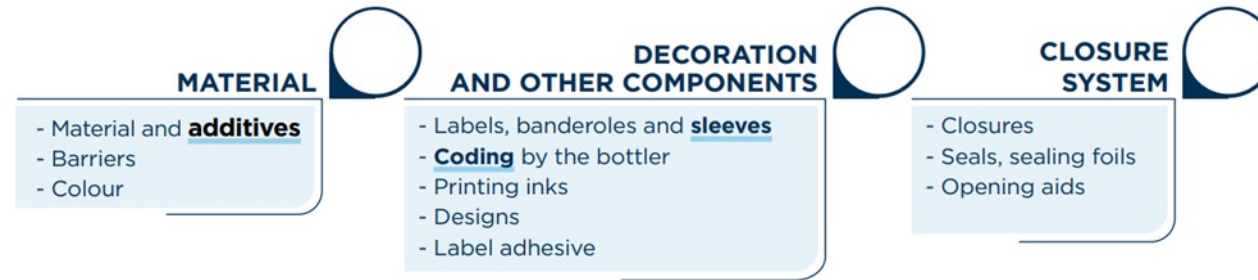 MATERIAL
- Material and additives
- Barriers
- Colour
DECORATION
AND OTHER COMPONENTS
- Labels, banderoles and sleeves
- Coding by the bottler
- Printing inks
- Designs
- Label adhesive
CLOSURE
SYSTEM
- Closures
- Seals, sealing foils
- Opening aids